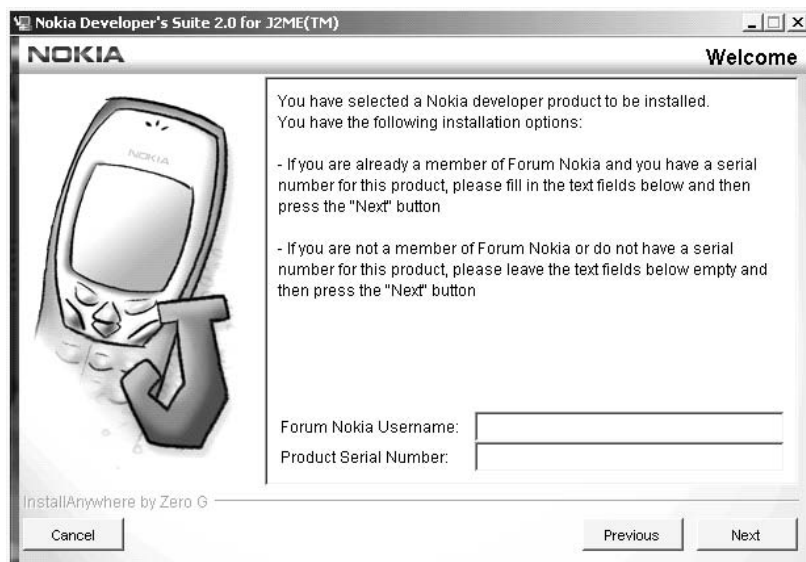 Nokia Developer's Suite 2.0 for J2ME(TM)
NOKIA
Welcome
NOKIA
You have selected a Nokia developer product to be installed.
You have the following installation options:
- If you are already a member of Forum Nokia and you have a serial
number for this product, please fill in the text fields below and then
press the "Next" button
- If you are not a member of Forum Nokia or do not have a serial
number for this product, please leave the text fields below empty and
then press the "Next" button
Forum Nokia Username:
Product Serial Number:
InstallAnywhere by Zero G
Cancel
Previous
Next